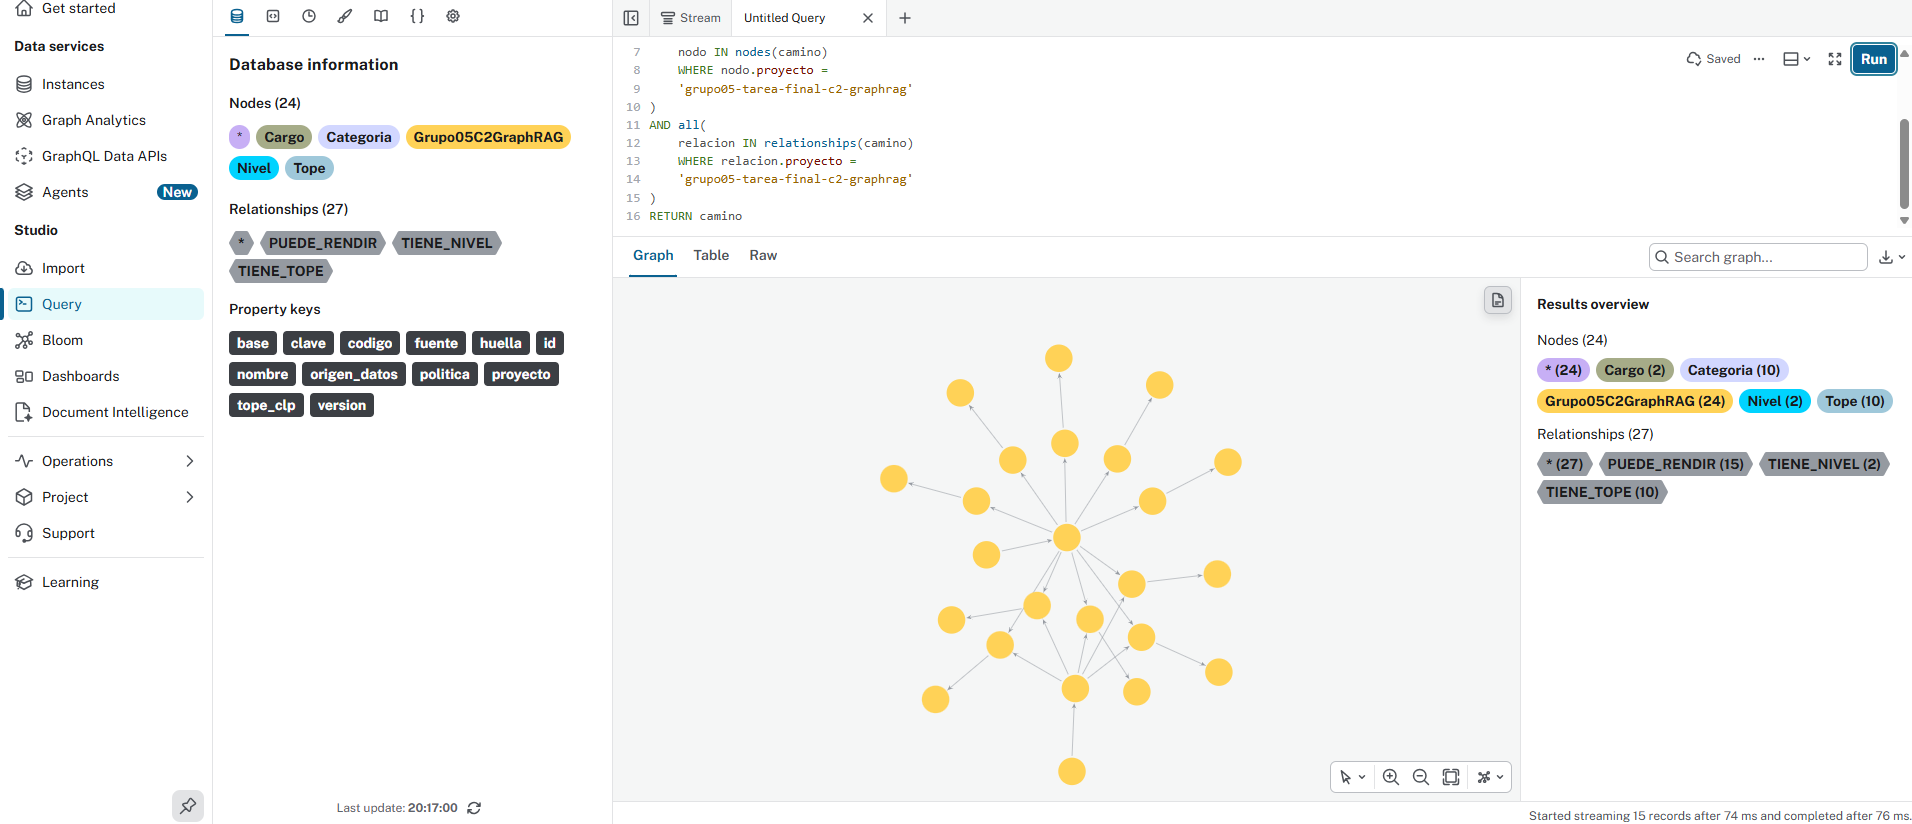 Get started
Data services
Instances
Graph Analytics
GraphQL Data APIs
Agents New
Studio
Import
Query
Bloom
Dashboards
Document Intelligence
Operations
Project
Support
Learning
Database information
Nodes (24)
* Cargo Categoria Grupo05C2GraphRAG
Nivel Tope
Relationships (27)
* PUEDE_RENDIR TIENE_NIVEL
TIENE_TOPE
Property keys
base clave codigo fuente huella id
nombre origen_datos politica proyecto
tope_clp version
Last update: 20:17:00
Stream Untitled Query
7 nodo IN nodes(camino)
8 WHERE nodo.proyecto =
9 'grupo05-tarea-final-c2-graphrag'
10 )
11 AND all(
12 relacion IN relationships(camino)
13 WHERE relacion.proyecto =
14 'grupo05-tarea-final-c2-graphrag'
15 )
16 RETURN camino
Saved ... Run
Graph Table Raw
Search graph...
Results overview
Nodes (24)
* (24) Cargo (2) Categoria (10)
Grupo05C2GraphRAG (24) Nivel (2) Tope (10)
Relationships (27)
* (27) PUEDE_RENDIR (15) TIENE_NIVEL (2)
TIENE_TOPE (10)
Started streaming 15 records after 74 ms and completed after 76 ms.